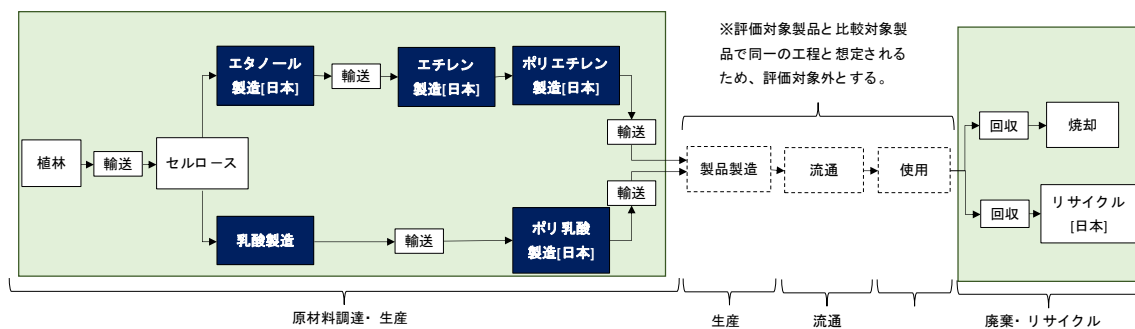 ※評価対象製品と比較対象製
品で同一の工程と想定される
ため、評価対象外とする。
エタノール
製造[日本]
輸送
エチレン
製造[日本]
ポリエチレン
製造[日本]
輸送
植林
輸送
セルロース
乳酸製造
輸送
ポリ乳酸
製造[日本]
輸送
製品製造
流通
使用
回収
焼却
回収
リサイクル
[日本]
原材料調達・生産
生産
流通
廃棄・リサイクル